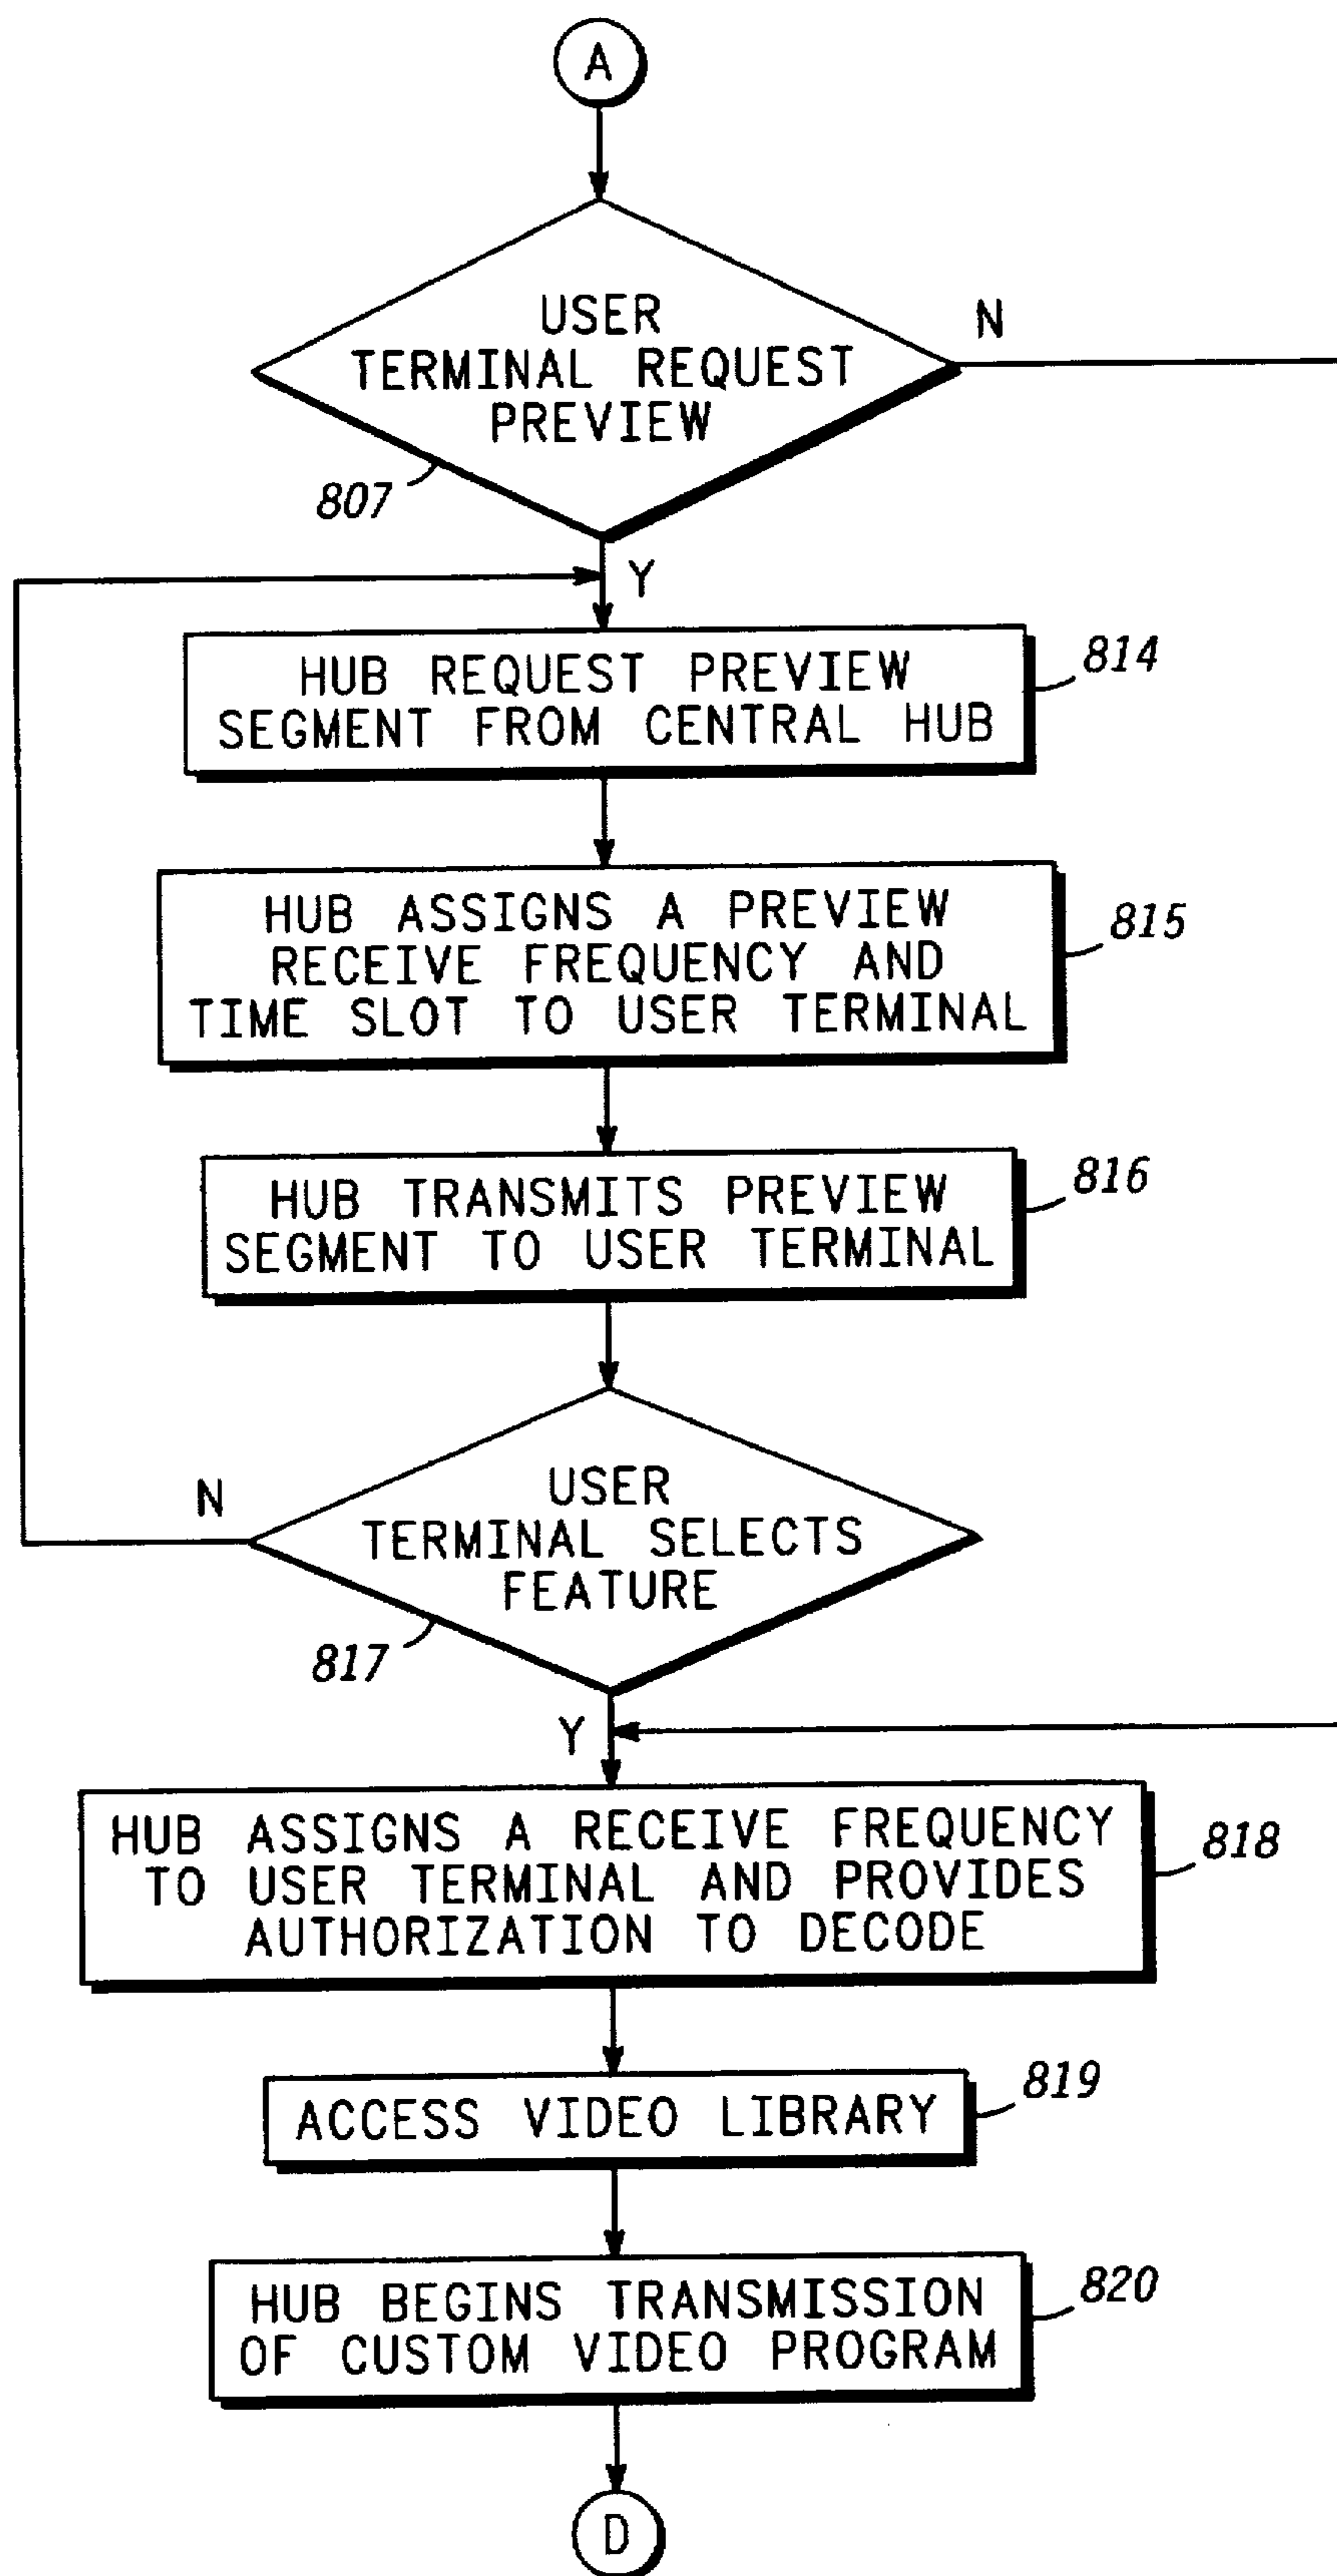 A
USER
TERMINAL REQUEST
PREVIEW
N
807
Y
HUB REQUEST PREVIEW
SEGMENT FROM CENTRAL HUB
814
HUB ASSIGNS A PREVIEW
RECEIVE FREQUENCY AND
TIME SLOT TO USER TERMINAL
815
HUB TRANSMITS PREVIEW
SEGMENT TO USER TERMINAL
816
N
USER
TERMINAL SELECTS
FEATURE
817
Y
HUB ASSIGNS A RECEIVE FREQUENCY
TO USER TERMINAL AND PROVIDES
AUTHORIZATION TO DECODE
818
ACCESS VIDEO LIBRARY
819
HUB BEGINS TRANSMISSION
OF CUSTOM VIDEO PROGRAM
820
D